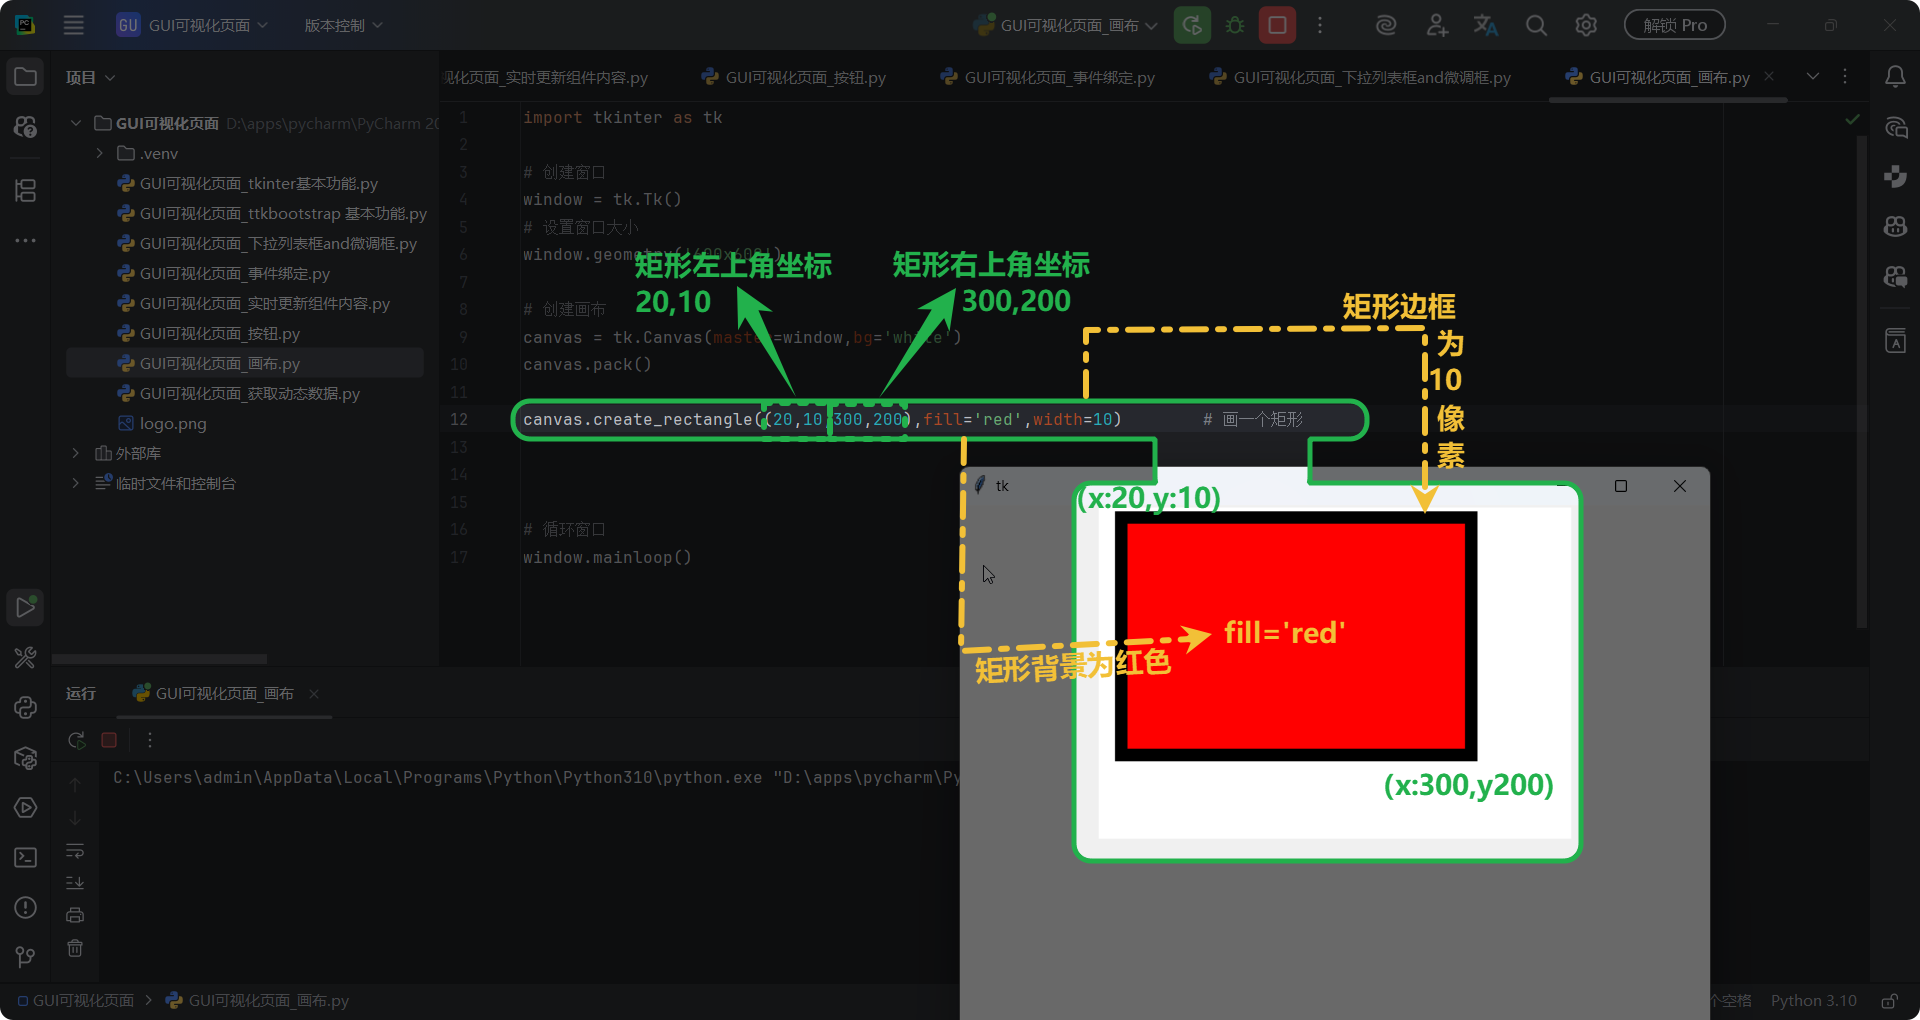 GU GUI可视化页面 版本控制 GUI可视化页面_画布 解锁 Pro
项目
视化页面_实时更新组件内容.py GUI可视化页面_按钮.py GUI可视化页面_事件绑定.py GUI可视化页面_下拉列表框and微调框.py GUI可视化页面_画布.py
GUI可视化页面 D:\apps\pycharm\PyCharm 20
.venv
GUI可视化页面_tkinter基本功能.py
GUI可视化页面_ttkbootstrap 基本功能.py
GUI可视化页面_下拉列表框and微调框.py
GUI可视化页面_事件绑定.py
GUI可视化页面_实时更新组件内容.py
GUI可视化页面_按钮.py
GUI可视化页面_画布.py
GUI可视化页面_获取动态数据.py
logo.png
外部库
临时文件和控制台
1 import tkinter as tk
2
3 # 创建窗口
4 window = tk.Tk()
5 # 设置窗口大小
6 window.geometry('600x600')
7
8 # 创建画布
9 canvas = tk.Canvas(master=window,bg='white')
10 canvas.pack()
11
12 canvas.create_rectangle((20,10,300,200),fill='red',width=10) # 画一个矩形
13
14
15
16 # 循环窗口
17 window.mainloop()
矩形左上角坐标
20,10
矩形右上角坐标
300,200
矩形边框
为
10
像
素
tk
(x:20,y:10)
fill='red'
矩形背景为红色
(x:300,y200)
运行 GUI可视化页面_画布
C:\Users\admin\AppData\Local\Programs\Python\Python310\python.exe "D:\apps\pycharm\Py
GUI可视化页面 GUI可视化页面_画布.py
个空格 Python 3.10